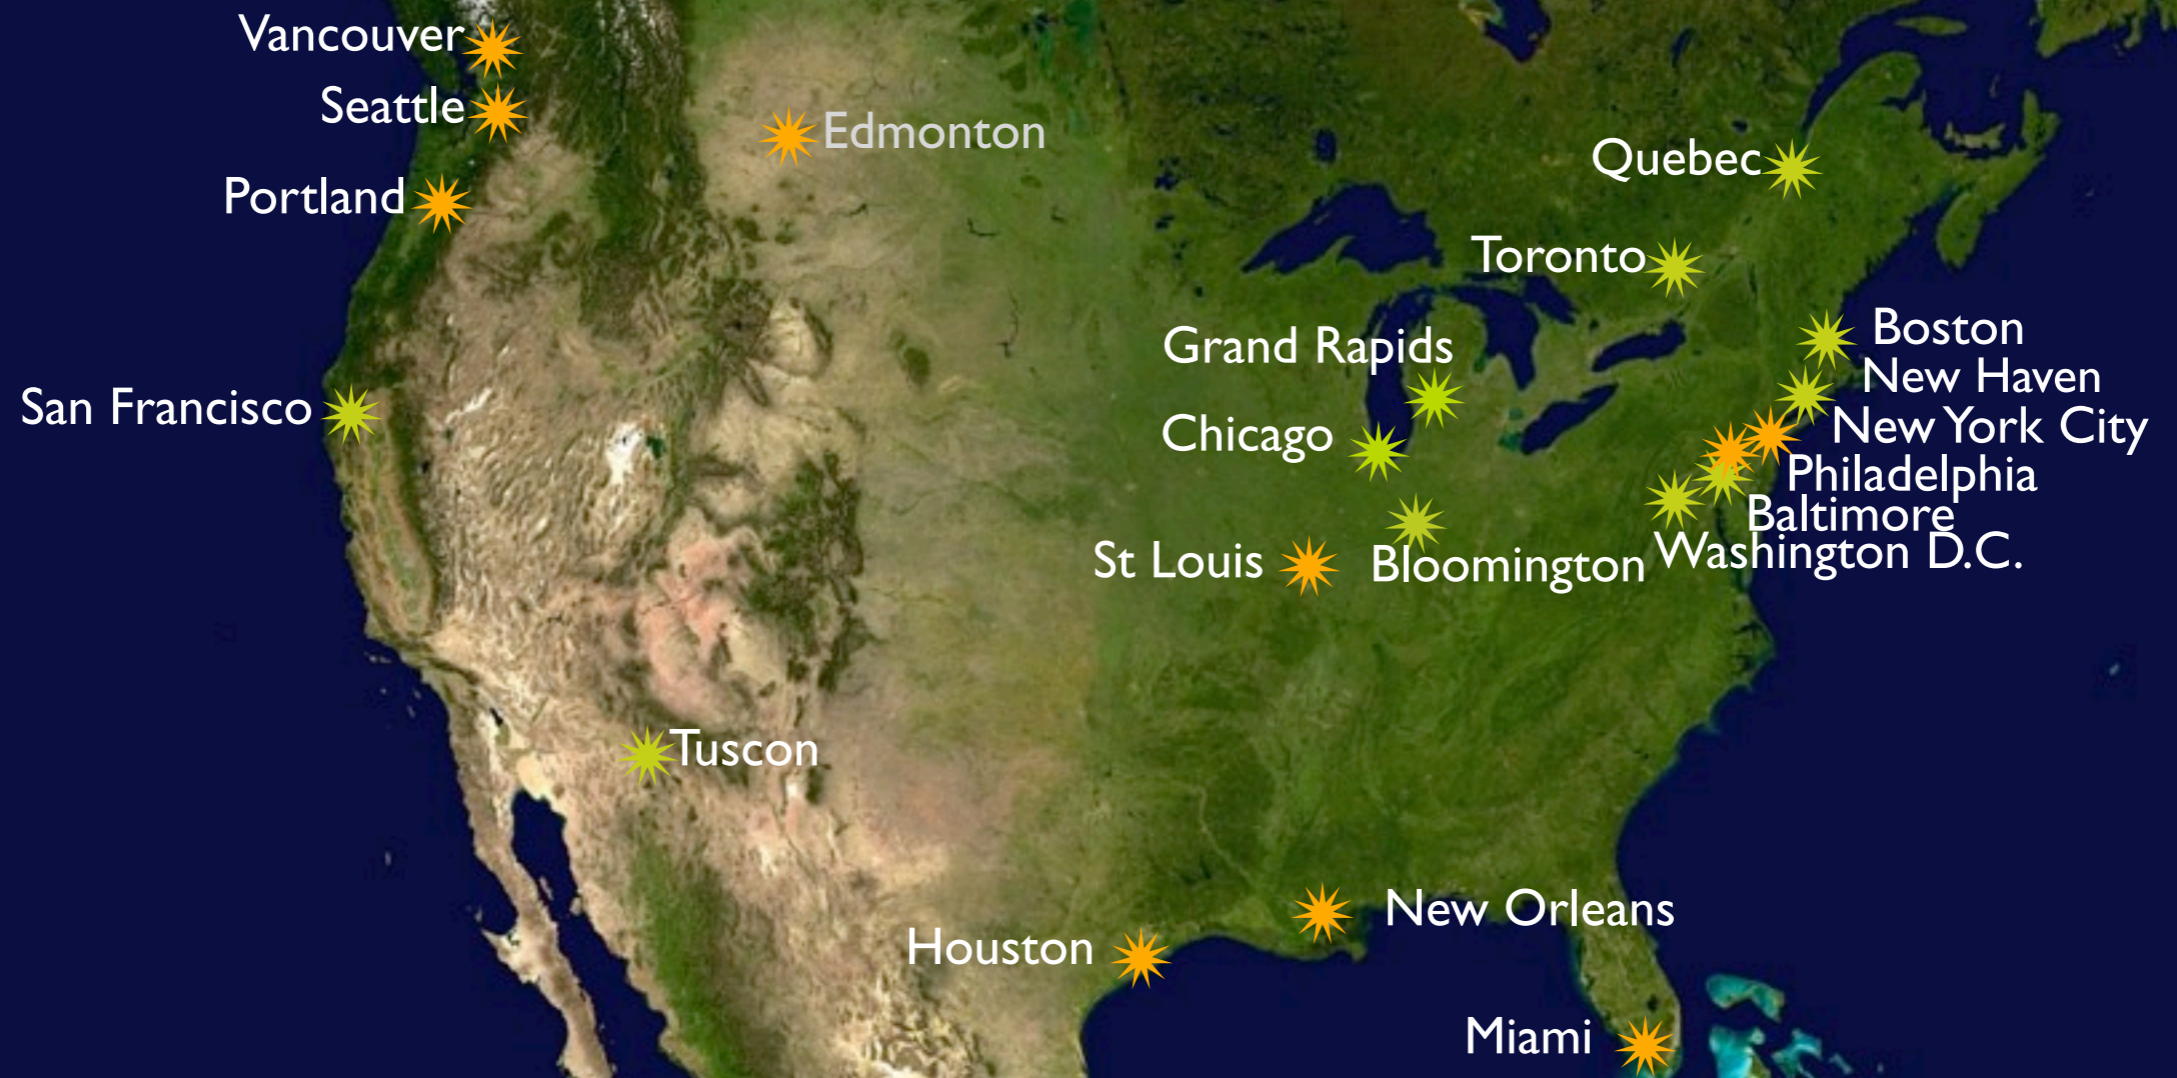 Vancouver
Seattle
Edmonton
Quebec
Portland
Toronto
Boston
Grand Rapids
New Haven
San Francisco
New York City
Chicago
Philadelphia
Baltimore
Washington D.C.
St Louis
Bloomington
Tuscon
New Orleans
Houston
Miami